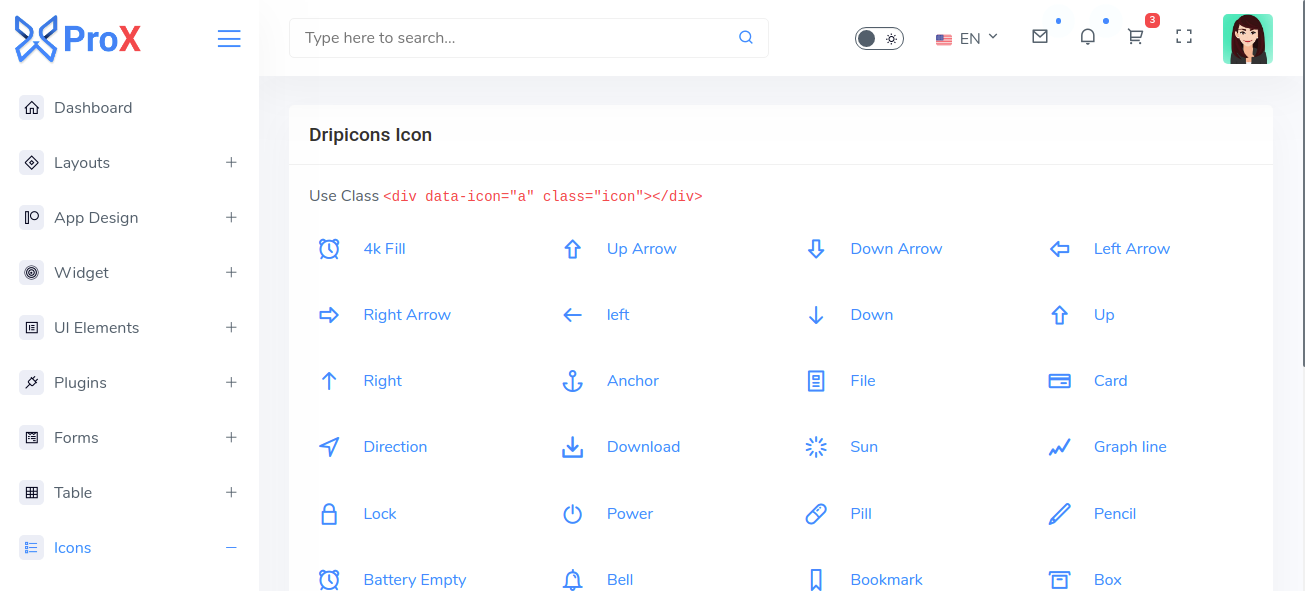 ProX
Type here to search...
EN
3
Dashboard
Layouts
App Design
Widget
UI Elements
Plugins
Forms
Table
Icons
Dripicons Icon
Use Class <div data-icon="a" class="icon"></div>
4k Fill Up Arrow Down Arrow Left Arrow
Right Arrow left Down Up
Right Anchor File Card
Direction Download Sun Graph line
Lock Power Pill Pencil
Battery Empty Bell Bookmark Box